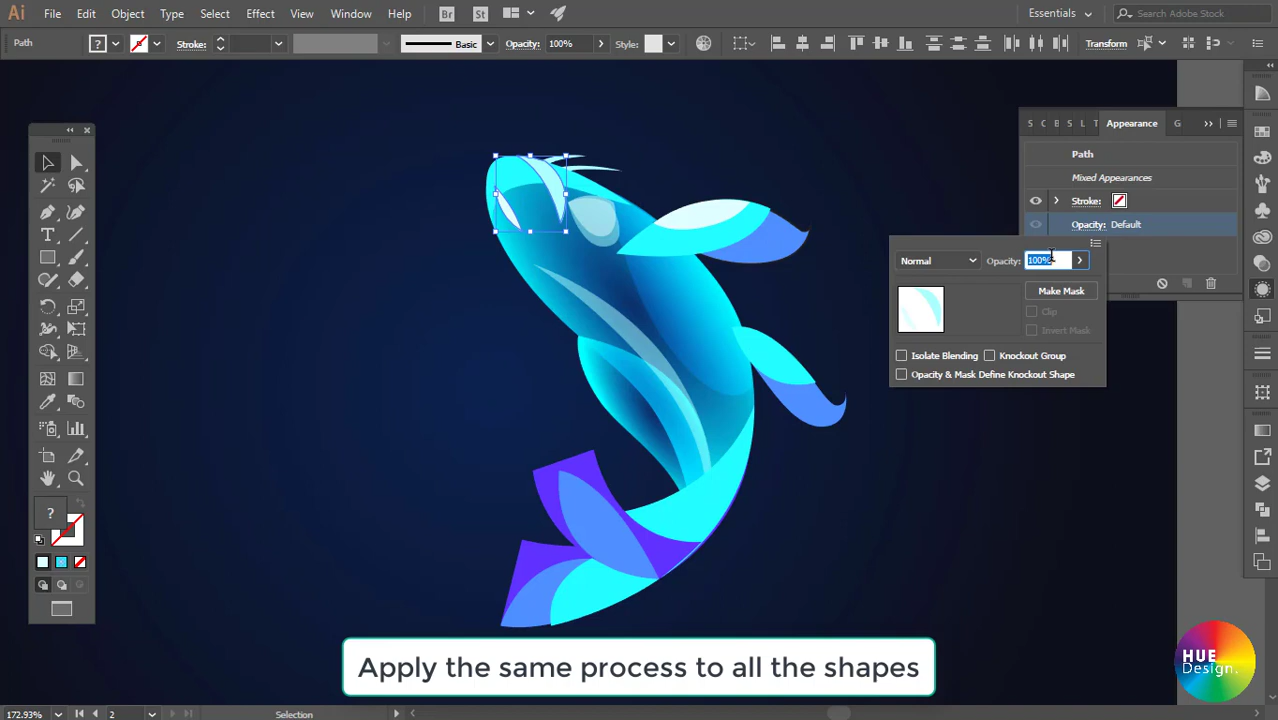 Ai File Edit Object Type Select Effect View Window Help Br St Essentials Search Adobe Stock
Path ? Stroke: Basic Opacity: 100% Style: Transform
S C B S L T Appearance G
Path
Mixed Appearances
Stroke:
Opacity: Default
Normal Opacity: 100%
Make Mask
Clip
Invert Mask
Isolate Blending Knockout Group
Opacity & Mask Define Knockout Shape
?
Apply the same process to all the shapes
HUE
Design.
172.93% 2 Selection